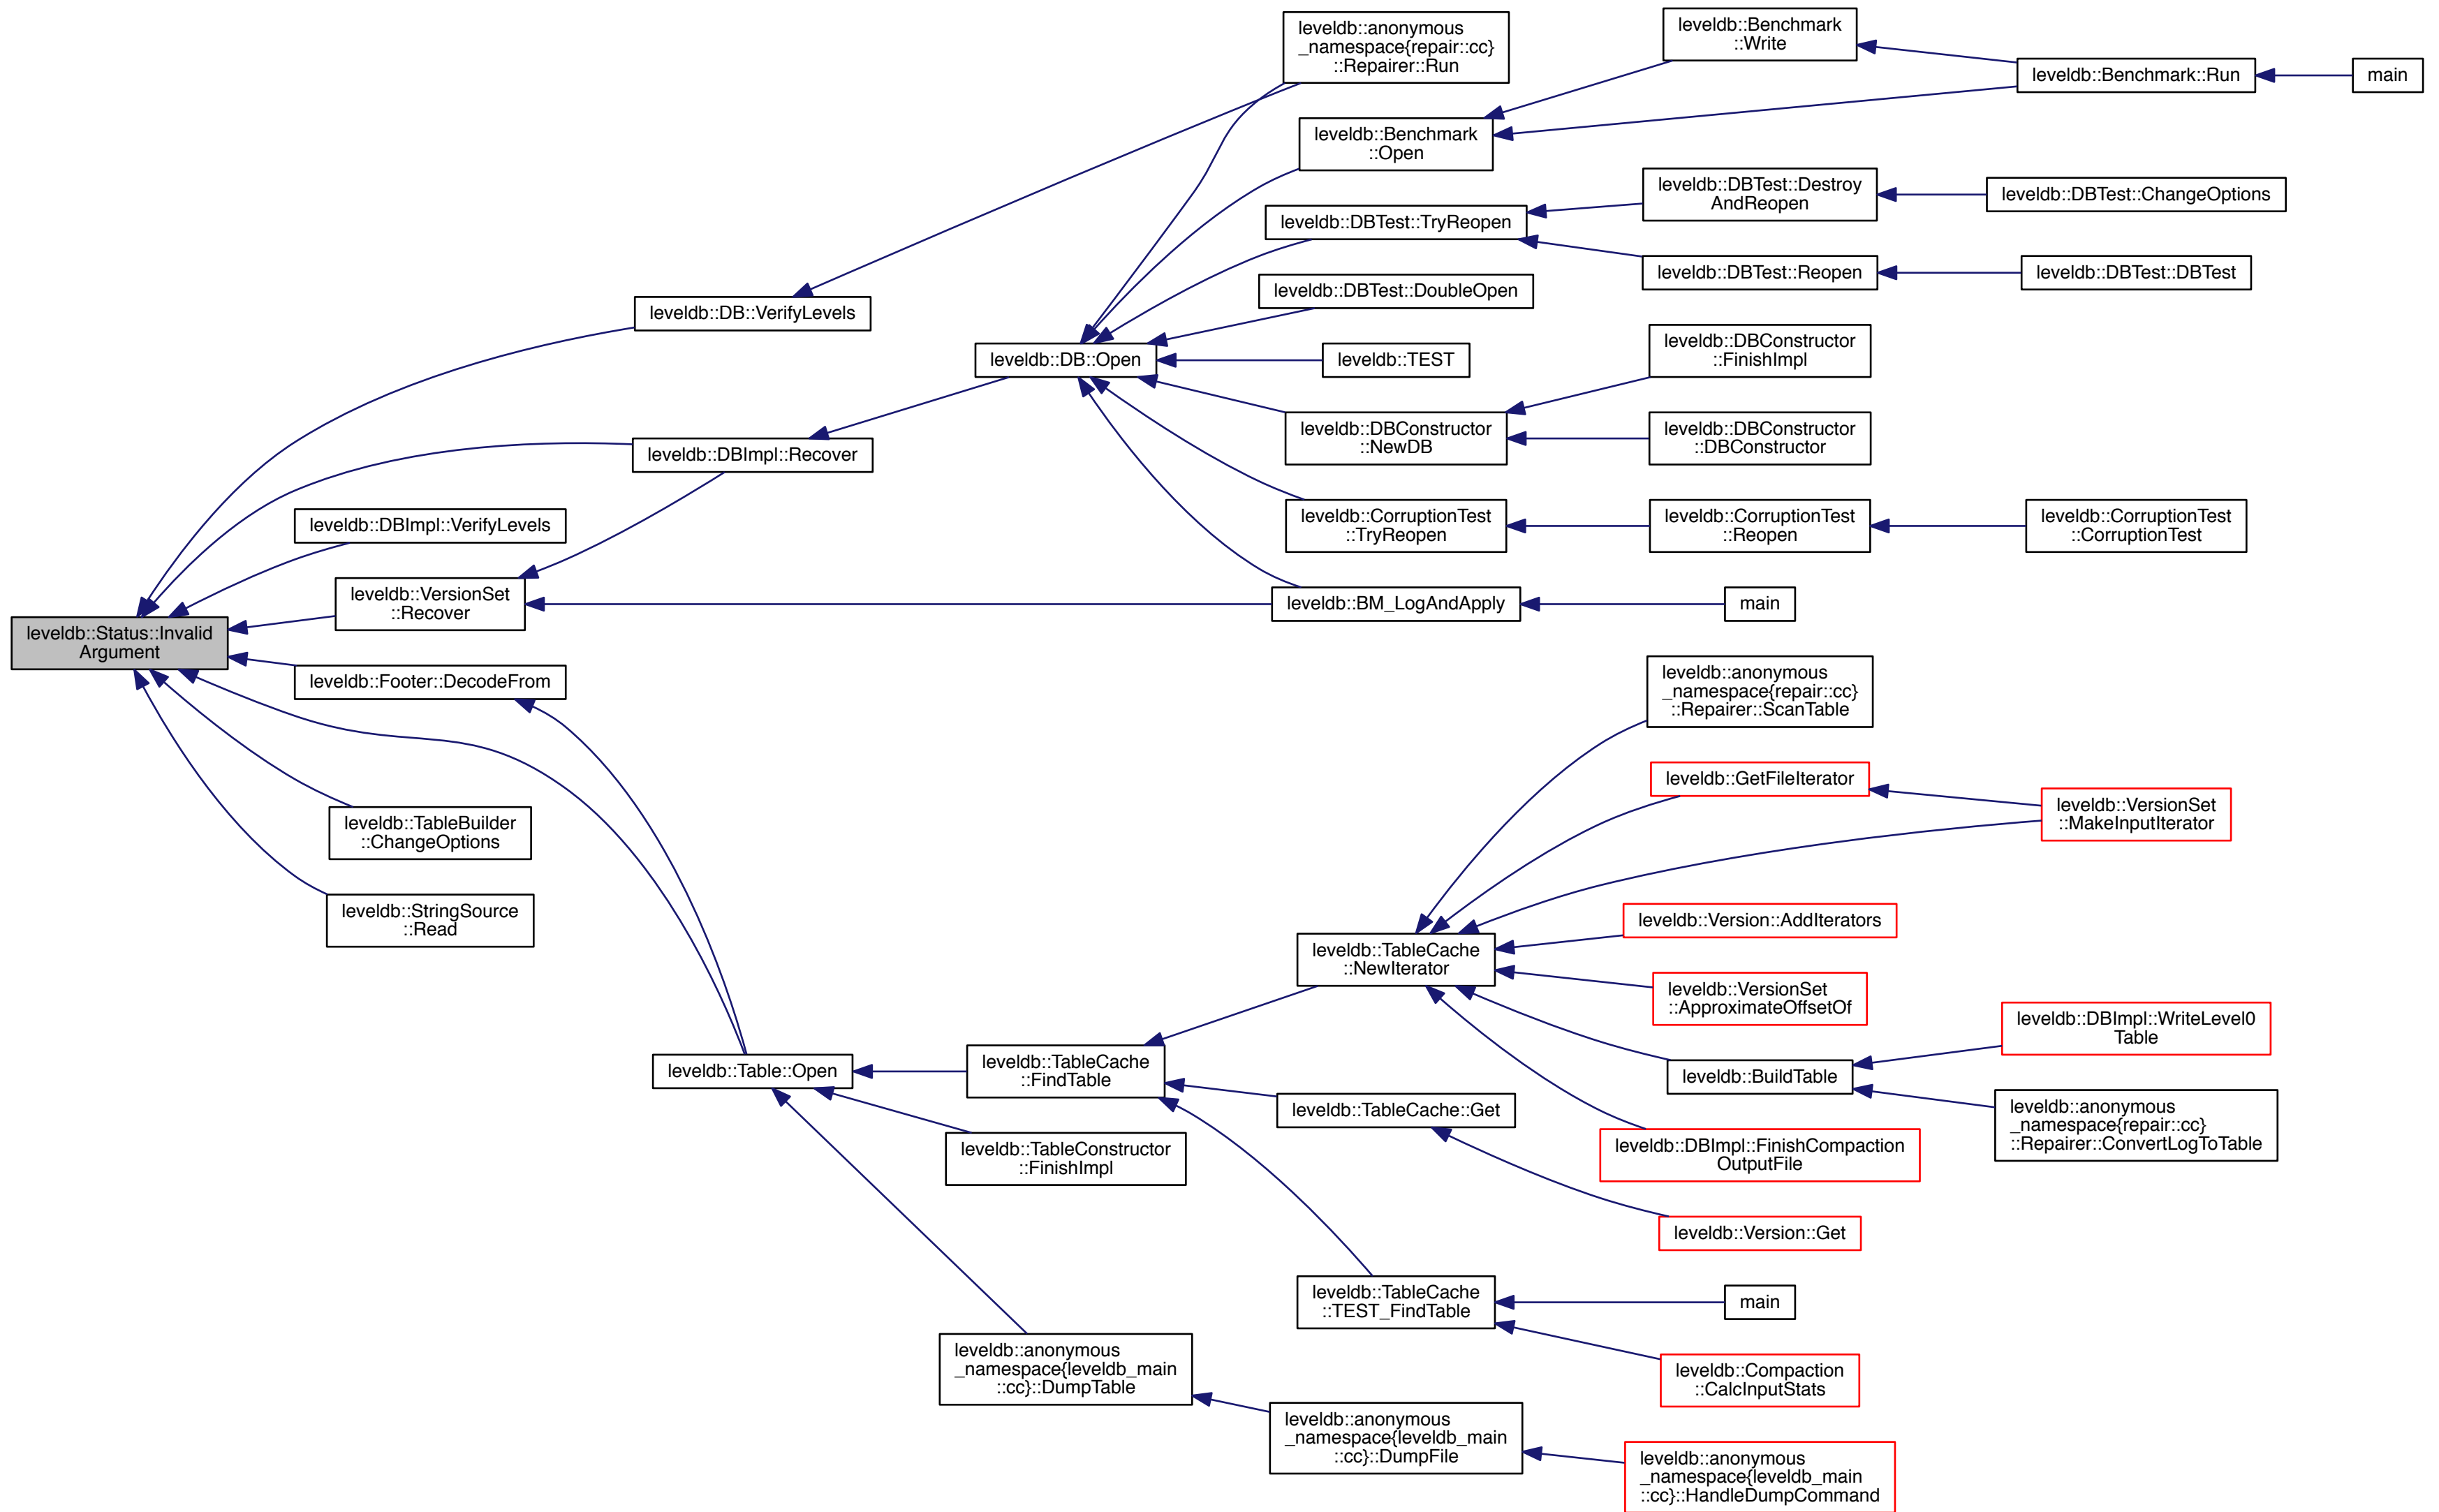 leveldb::Status::Invalid
Argument
leveldb::DB::VerifyLevels
leveldb::DBImpl::Recover
leveldb::DBImpl::VerifyLevels
leveldb::VersionSet
::Recover
leveldb::Footer::DecodeFrom
leveldb::TableBuilder
::ChangeOptions
leveldb::StringSource
::Read
leveldb::Table::Open
leveldb::DB::Open
leveldb::anonymous
_namespace{repair::cc}
::Repairer::Run
leveldb::Benchmark
::Open
leveldb::Benchmark
::Write
leveldb::Benchmark::Run
main
leveldb::DBTest::TryReopen
leveldb::DBTest::Destroy
AndReopen
leveldb::DBTest::ChangeOptions
leveldb::DBTest::Reopen
leveldb::DBTest::DBTest
leveldb::DBTest::DoubleOpen
leveldb::TEST
leveldb::DBConstructor
::NewDB
leveldb::DBConstructor
::FinishImpl
leveldb::DBConstructor
::DBConstructor
leveldb::CorruptionTest
::TryReopen
leveldb::CorruptionTest
::Reopen
leveldb::CorruptionTest
::CorruptionTest
leveldb::BM_LogAndApply
main
leveldb::TableCache
::FindTable
leveldb::TableConstructor
::FinishImpl
leveldb::anonymous
_namespace{leveldb_main
::cc}::DumpTable
leveldb::TableCache
::NewIterator
leveldb::anonymous
_namespace{repair::cc}
::Repairer::ScanTable
leveldb::GetFileIterator
leveldb::VersionSet
::MakeInputIterator
leveldb::Version::AddIterators
leveldb::VersionSet
::ApproximateOffsetOf
leveldb::BuildTable
leveldb::DBImpl::WriteLevel0
Table
leveldb::anonymous
_namespace{repair::cc}
::Repairer::ConvertLogToTable
leveldb::DBImpl::FinishCompaction
OutputFile
leveldb::TableCache::Get
leveldb::Version::Get
leveldb::TableCache
::TEST_FindTable
main
leveldb::Compaction
::CalcInputStats
leveldb::anonymous
_namespace{leveldb_main
::cc}::DumpFile
leveldb::anonymous
_namespace{leveldb_main
::cc}::HandleDumpCommand